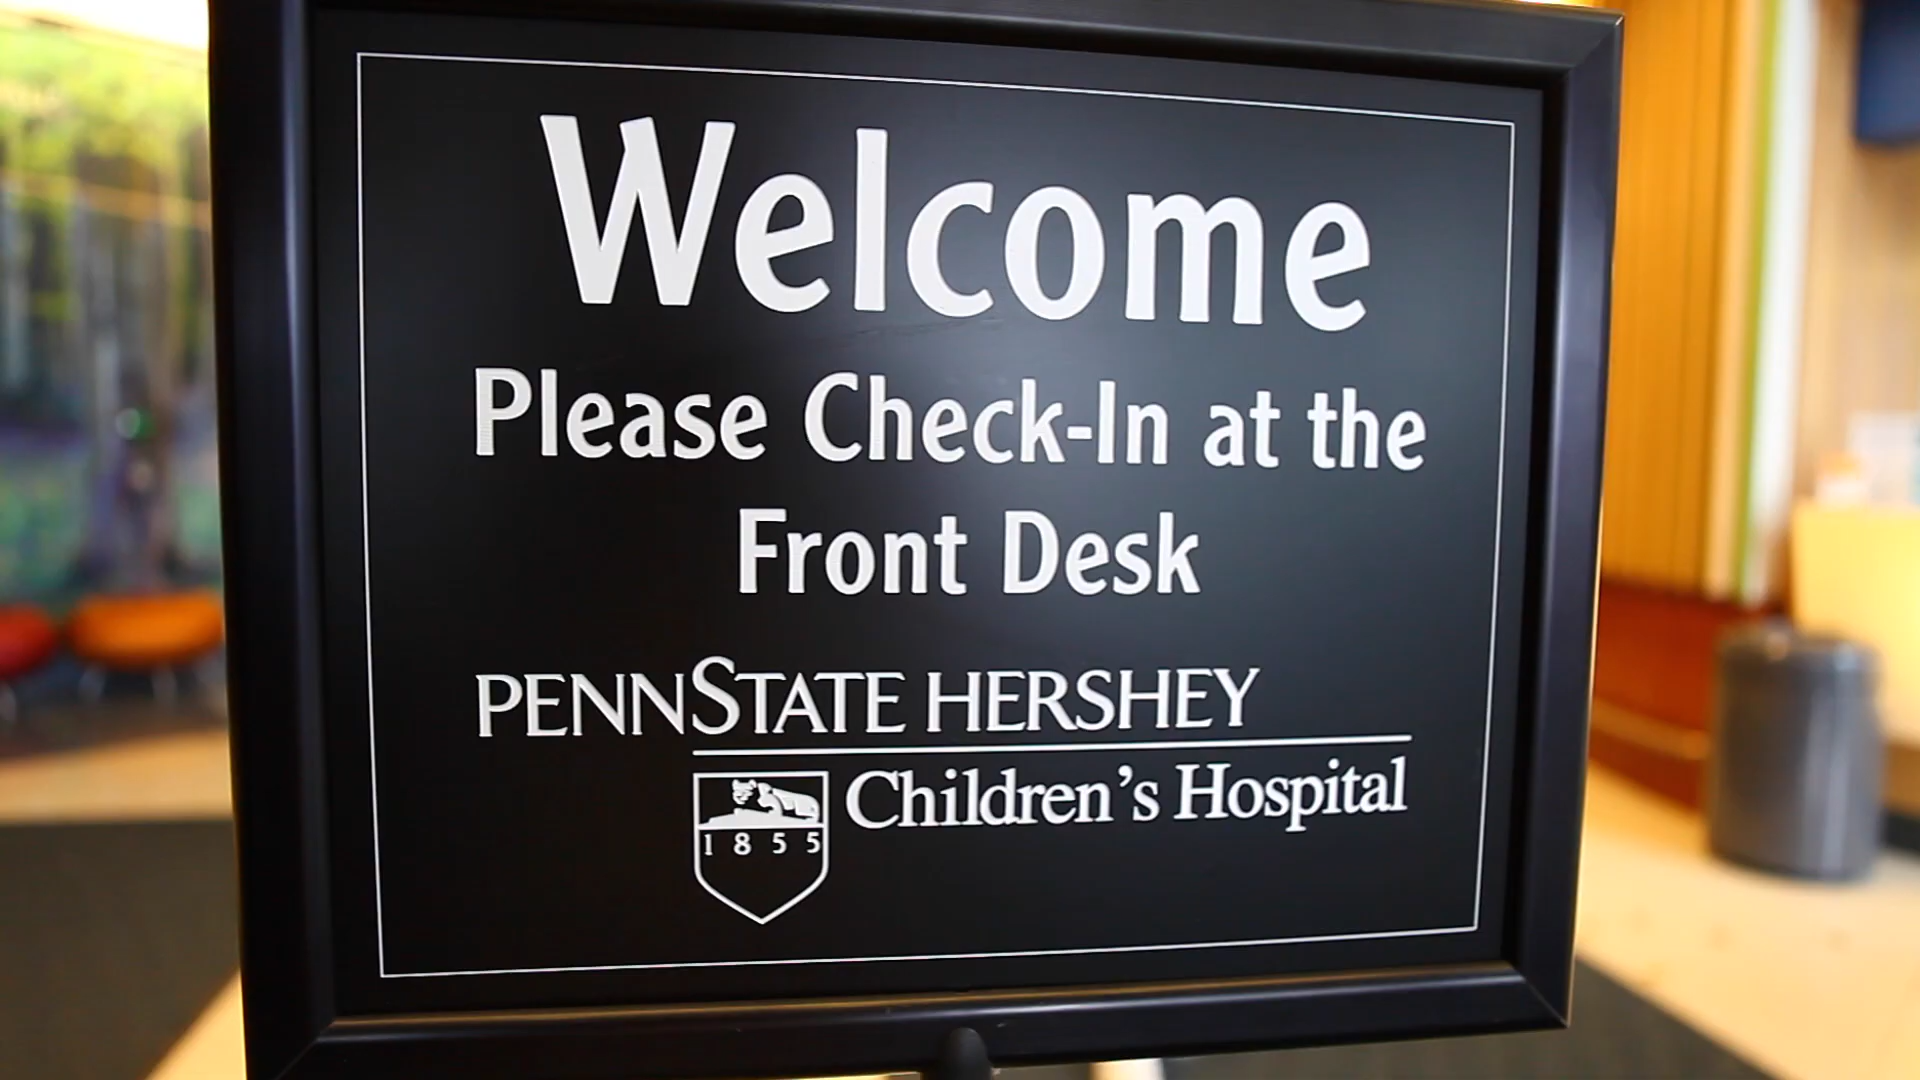 Welcome
Please Check-In at the
Front Desk
PENNSTATE HERSHEY
Children's Hospital
1855